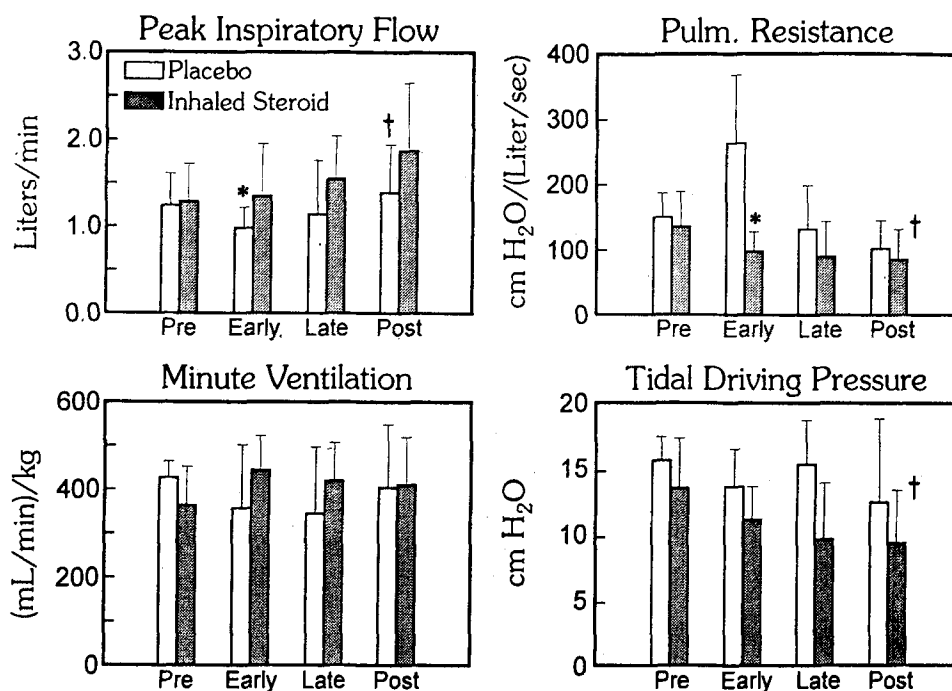 Peak Inspiratory Flow
Liters/min
3.0
2.0
1.0
0.0
Placebo
Inhaled Steroid
*
†
Pre Early. Late Post
Pulm. Resistance
cm H₂O/(Liter/sec)
400
300
200
100
0
*
†
Pre Early Late Post
Minute Ventilation
(mL/min)/kg
600
400
200
0
Pre Early Late Post
Tidal Driving Pressure
cm H₂O
20
15
10
5
0
†
Pre Early Late Post